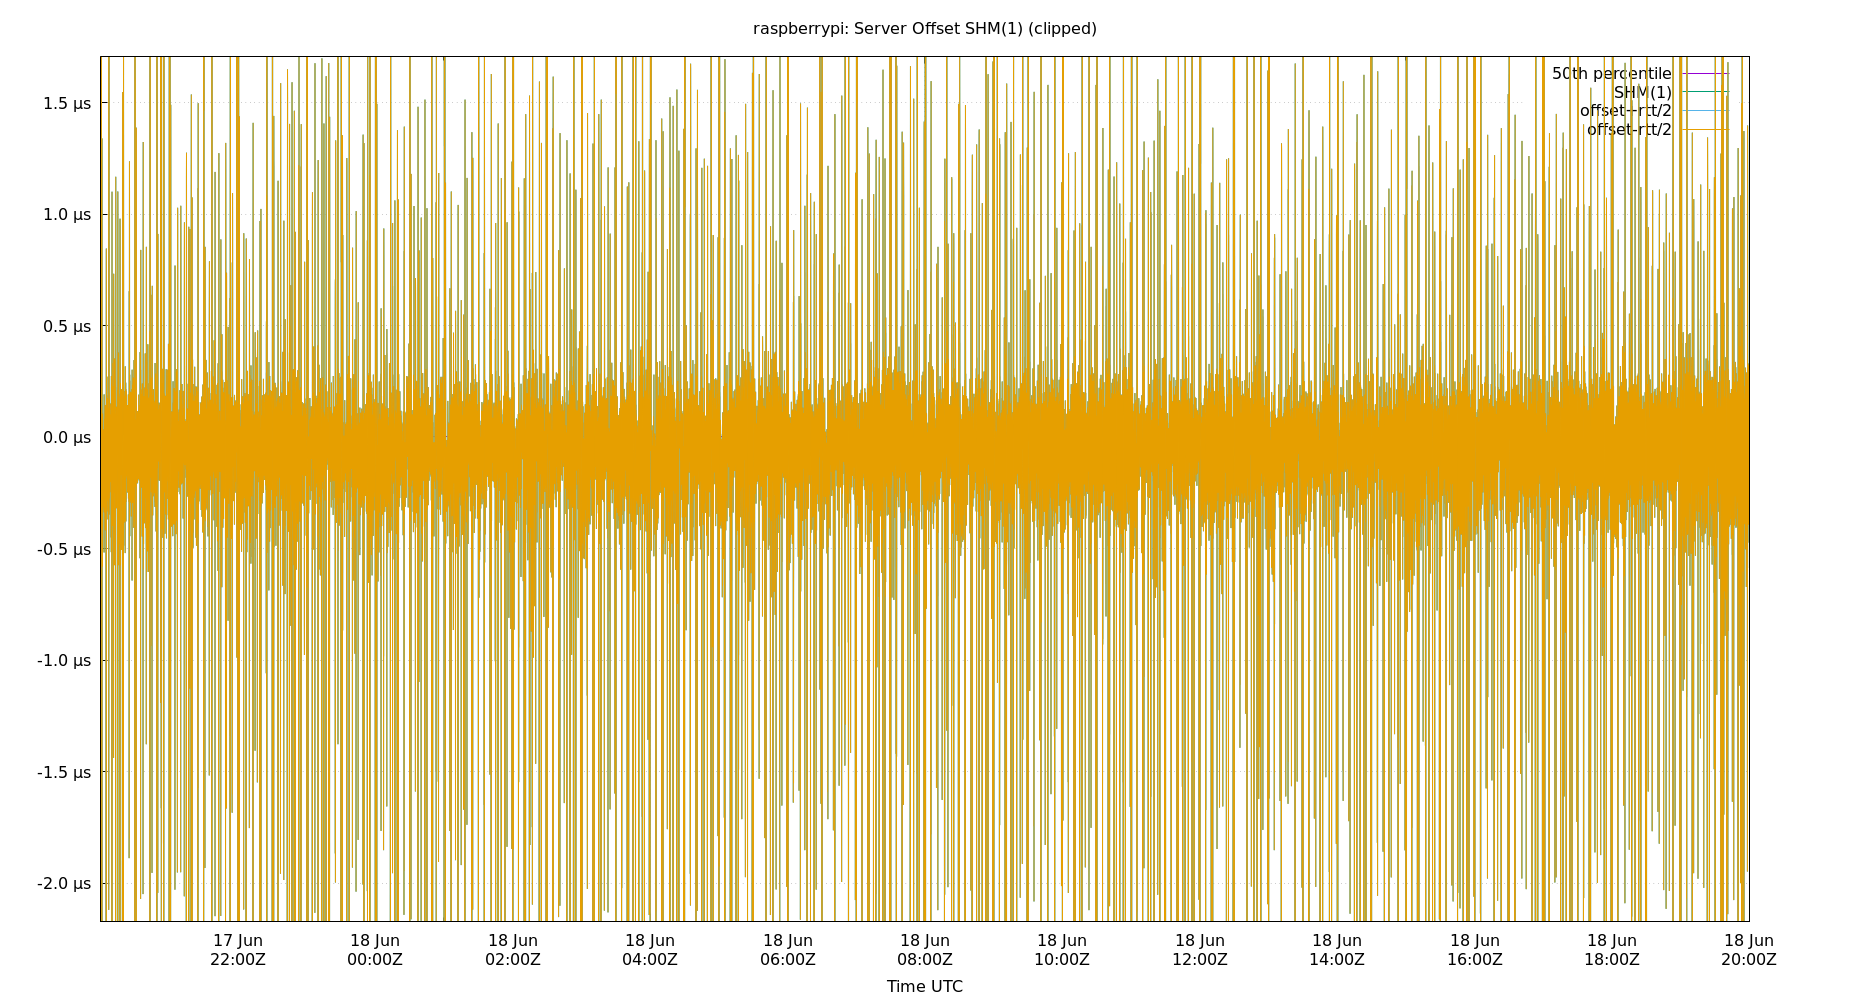 raspberrypi: Server Offset SHM(1) (clipped)
50th percentile
SHM(1)
offset+rtt/2
offset-rtt/2
1.5 µs
1.0 µs
0.5 µs
0.0 µs
-0.5 µs
-1.0 µs
-1.5 µs
-2.0 µs
17 Jun 18 Jun 18 Jun 18 Jun 18 Jun 18 Jun 18 Jun 18 Jun 18 Jun 18 Jun 18 Jun 18 Jun
22:00Z 00:00Z 02:00Z 04:00Z 06:00Z 08:00Z 10:00Z 12:00Z 14:00Z 16:00Z 18:00Z 20:00Z
Time UTC